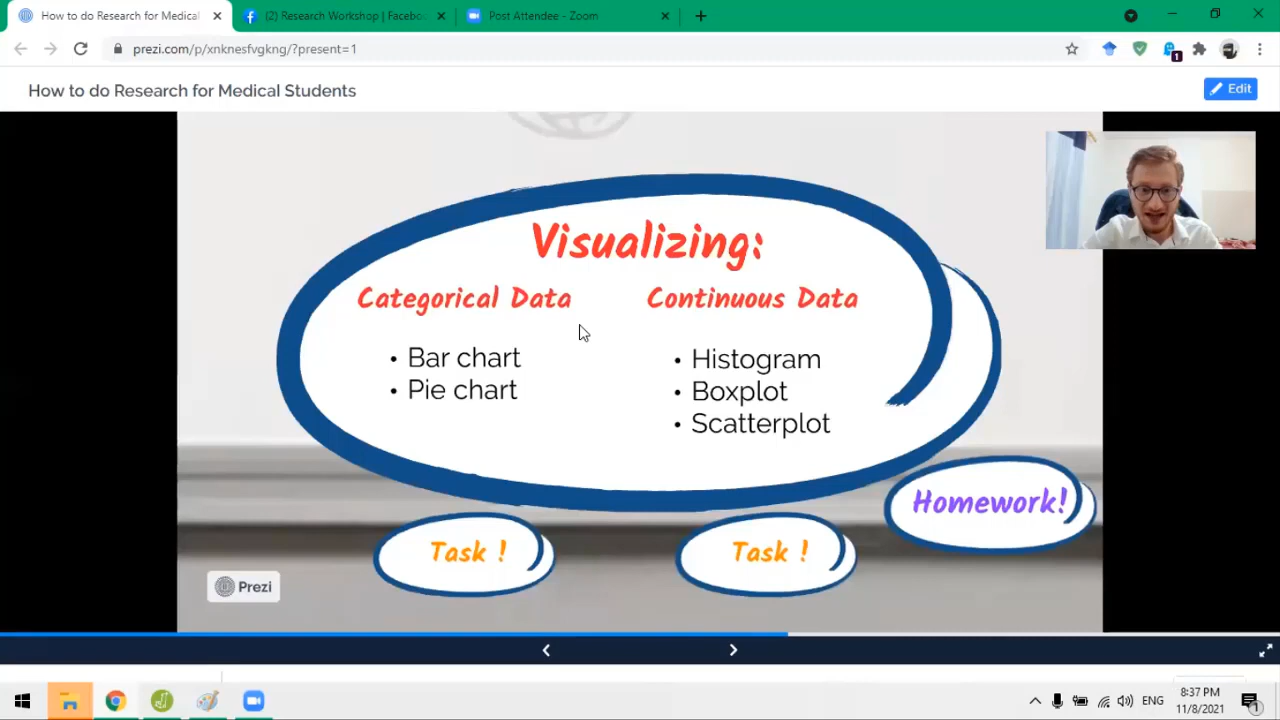 How to do Research for Medical
(2) Research Workshop | Facebo
Post Attendee - Zoom
prezi.com/p/xnknesfvgkng/?present=1
1
How to do Research for Medical Students
Edit
Visualizing:
Categorical Data
• Bar chart
• Pie chart
Continuous Data
• Histogram
• Boxplot
• Scatterplot
Task !
Task !
Homework!
Prezi
ENG
8:37 PM
11/8/2021
1